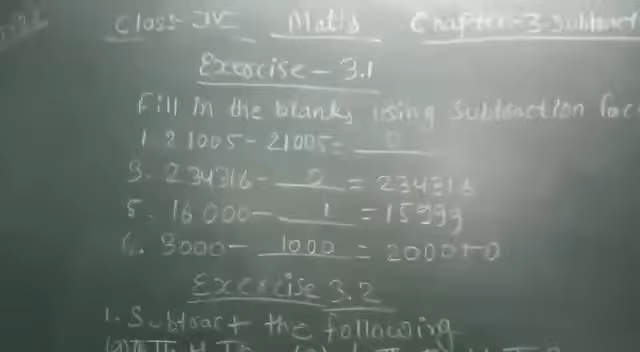 Class-IV Maths Chapter-3 Subtract
Exercise-3.1
Fill in the blanks using subtraction fac
1. 21005-21005= 0
3. 234316- 0 = 234316
5. 16000- 1 = 15999
6. 3000- 1000 = 2000+0
Exercise 3.2
1. Subtract the following